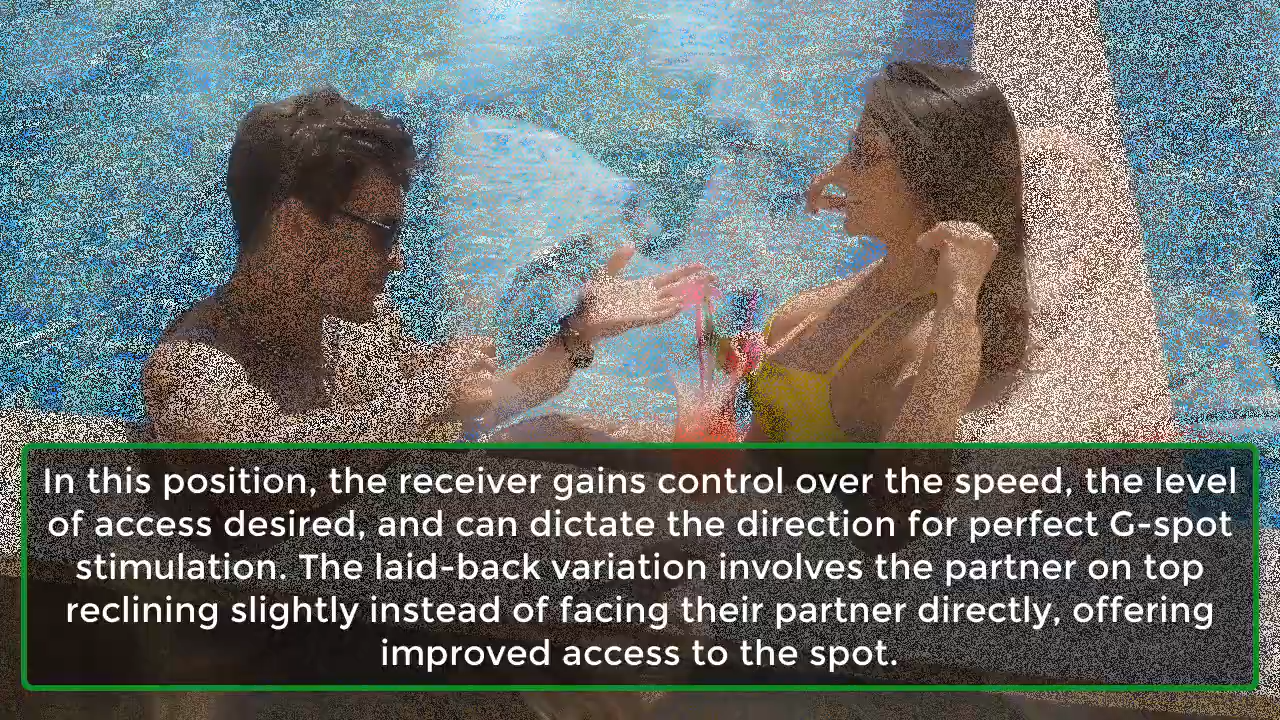 In this position, the receiver gains control over the speed, the level
of access desired, and can dictate the direction for perfect G-spot
stimulation. The laid-back variation involves the partner on top
reclining slightly instead of facing their partner directly, offering
improved access to the spot.